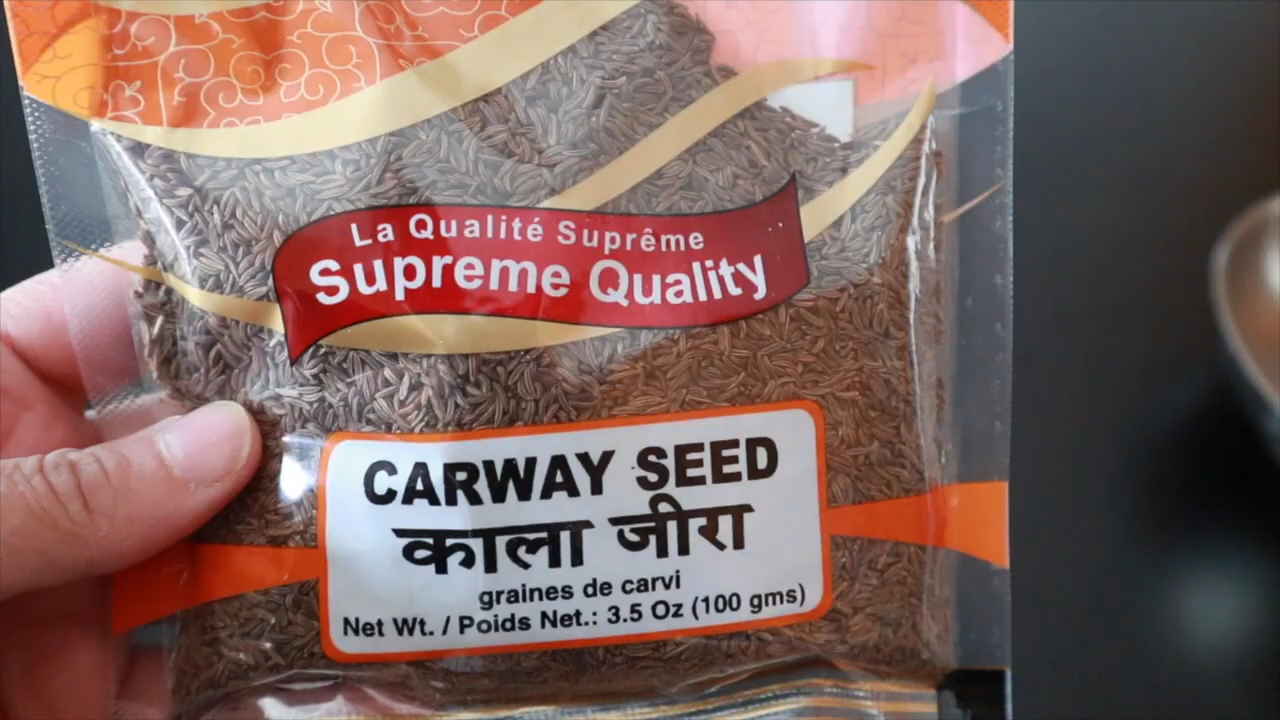 La Qualité Suprême
Supreme Quality
CARWAY SEED
काला जीरा
graines de carvi
Net Wt. / Poids Net.: 3.5 Oz (100 gms)